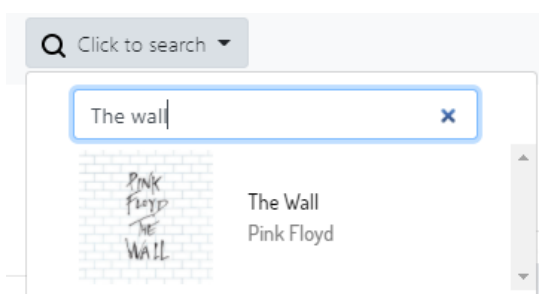 Click to search
The wall
PINK
FLOYD
THE
WALL
The Wall
Pink Floyd